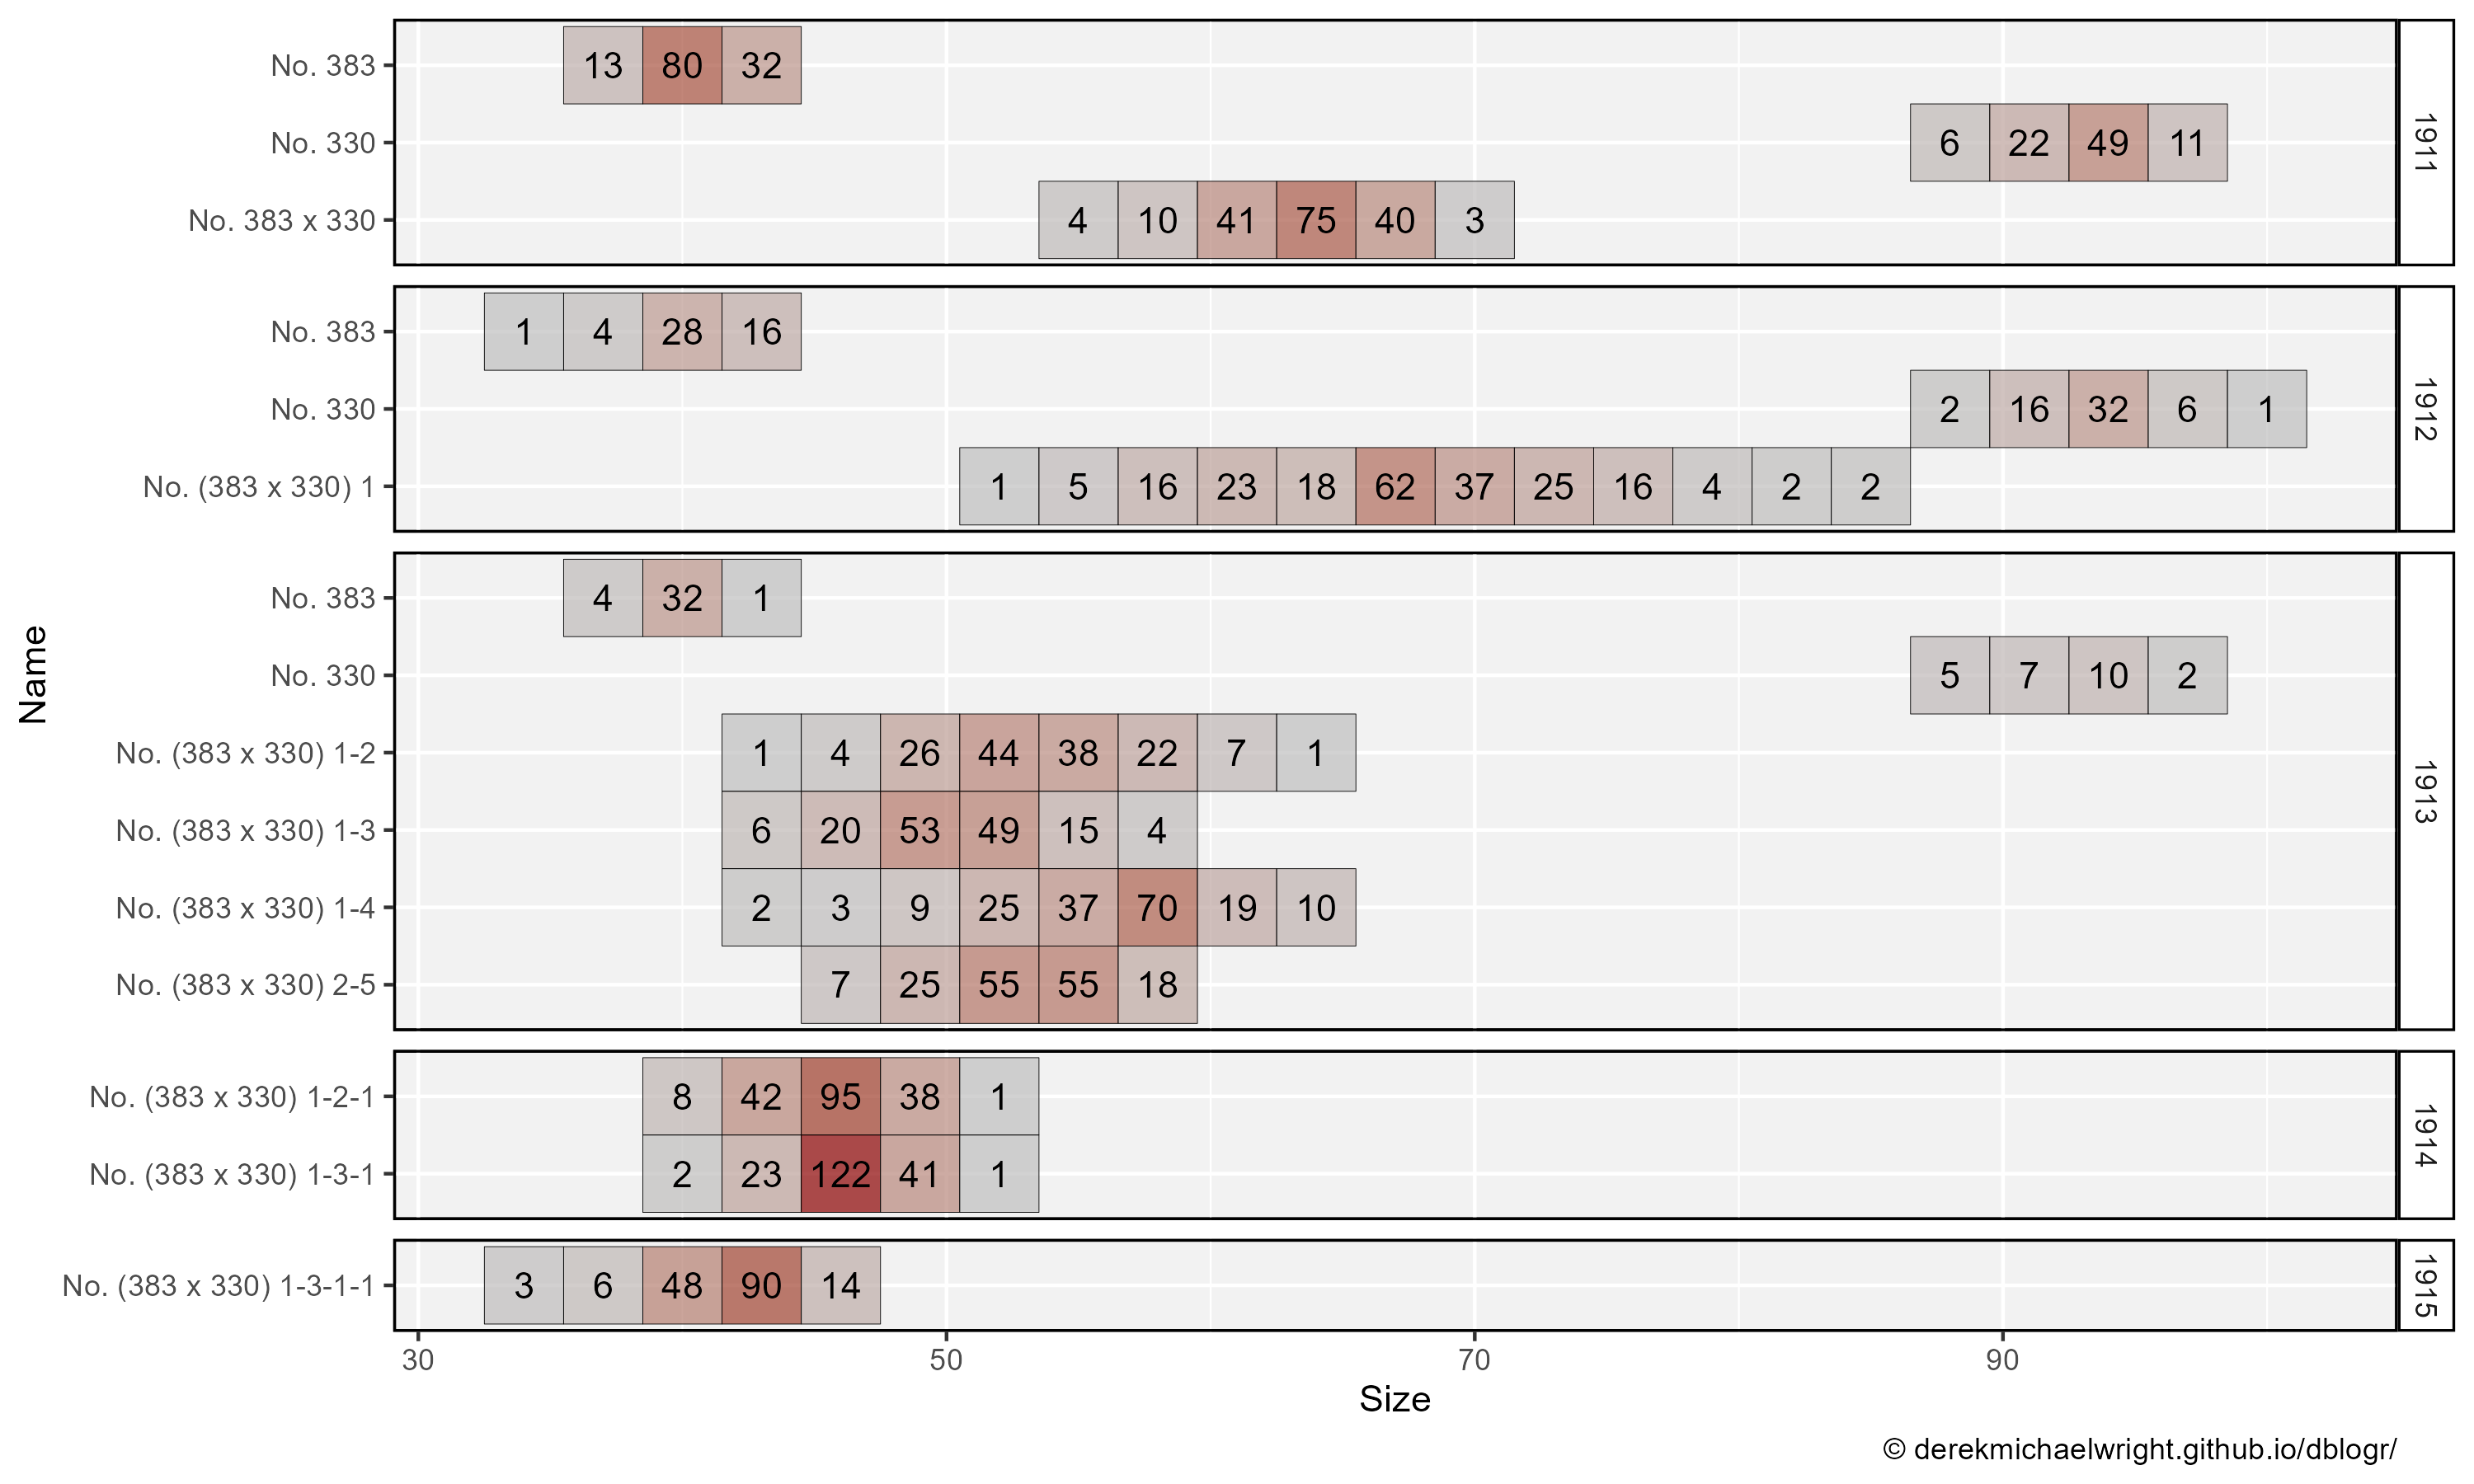 No. 383 13 80 32
No. 330 6 22 49 11
No. 383 x 330 4 10 41 75 40 3
1911
No. 383 1 4 28 16
No. 330 2 16 32 6 1
No. (383 x 330) 1 1 5 16 23 18 62 37 25 16 4 2 2
1912
No. 383 4 32 1
No. 330 5 7 10 2
No. (383 x 330) 1-2 1 4 26 44 38 22 7 1
No. (383 x 330) 1-3 6 20 53 49 15 4
No. (383 x 330) 1-4 2 3 9 25 37 70 19 10
No. (383 x 330) 2-5 7 25 55 55 18
1913
No. (383 x 330) 1-2-1 8 42 95 38 1
No. (383 x 330) 1-3-1 2 23 122 41 1
1914
No. (383 x 330) 1-3-1-1 3 6 48 90 14
1915
Name
30 50 70 90
Size
© derekmichaelwright.github.io/dblogr/